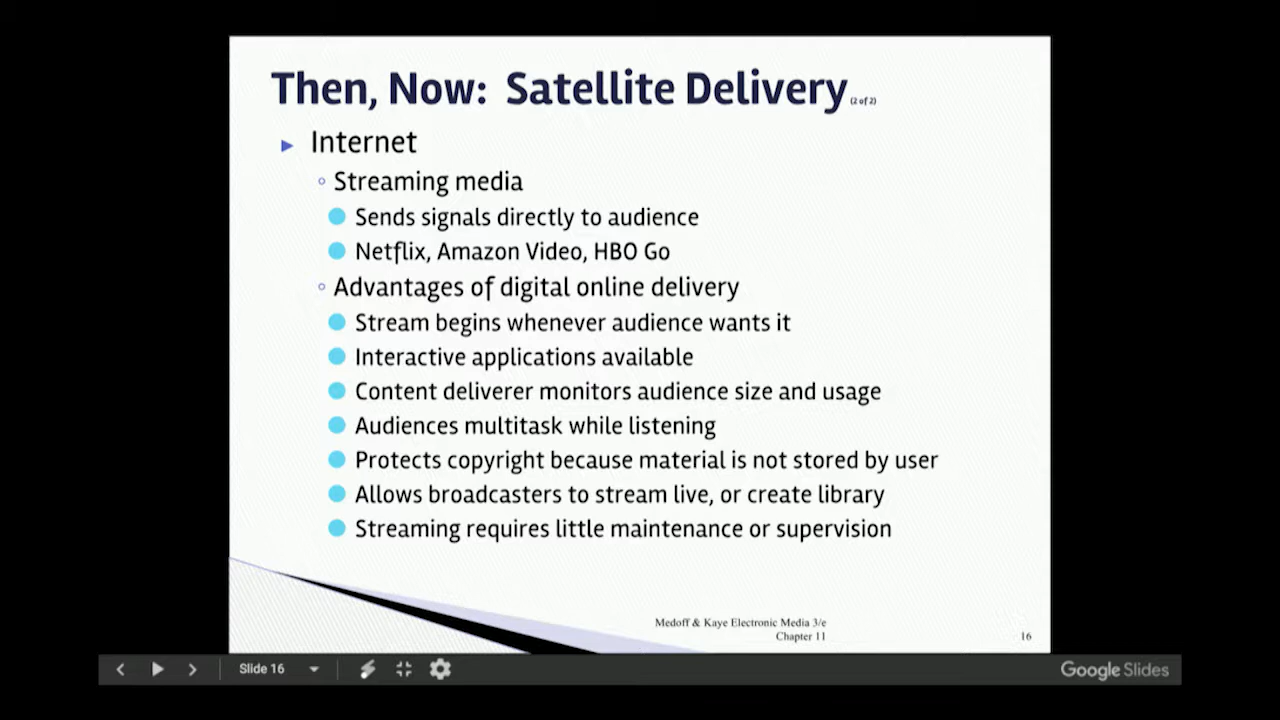 Then, Now: Satellite Delivery (2 of 2)
Internet
Streaming media
Sends signals directly to audience
Netflix, Amazon Video, HBO Go
Advantages of digital online delivery
Stream begins whenever audience wants it
Interactive applications available
Content deliverer monitors audience size and usage
Audiences multitask while listening
Protects copyright because material is not stored by user
Allows broadcasters to stream live, or create library
Streaming requires little maintenance or supervision
Medoff & Kaye Electronic Media 3/e
Chapter 11
16
Slide 16
Google Slides